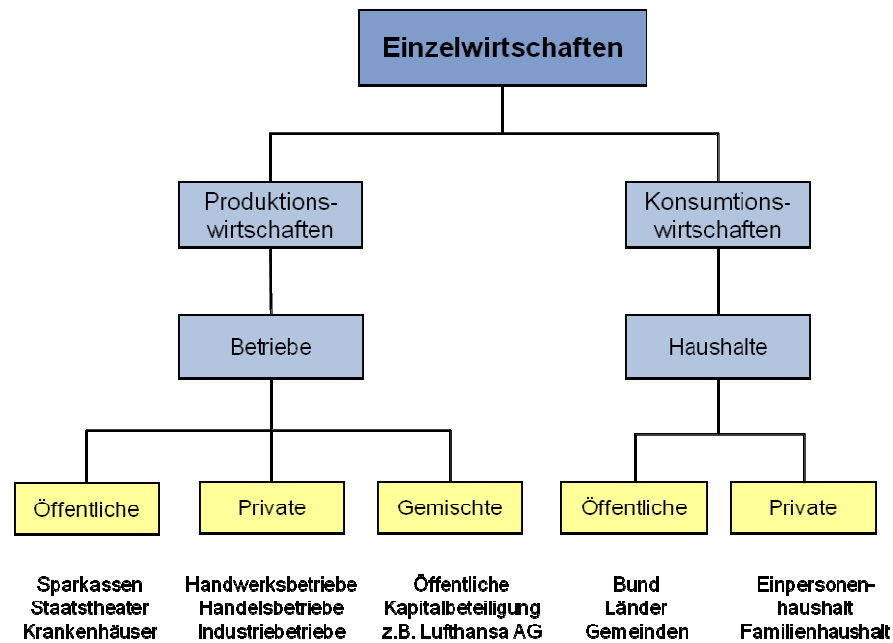 Einzelwirtschaften
Produktions-
wirtschaften
Konsumtions-
wirtschaften
Betriebe
Haushalte
Öffentliche
Private
Gemischte
Öffentliche
Private
Sparkassen
Staatstheater
Krankenhäuser
Handwerksbetriebe
Handelsbetriebe
Industriebetriebe
Öffentliche
Kapitalbeteiligung
z.B. Lufthansa AG
Bund
Länder
Gemeinden
Einpersonen-
haushalt
Familienhaushalt